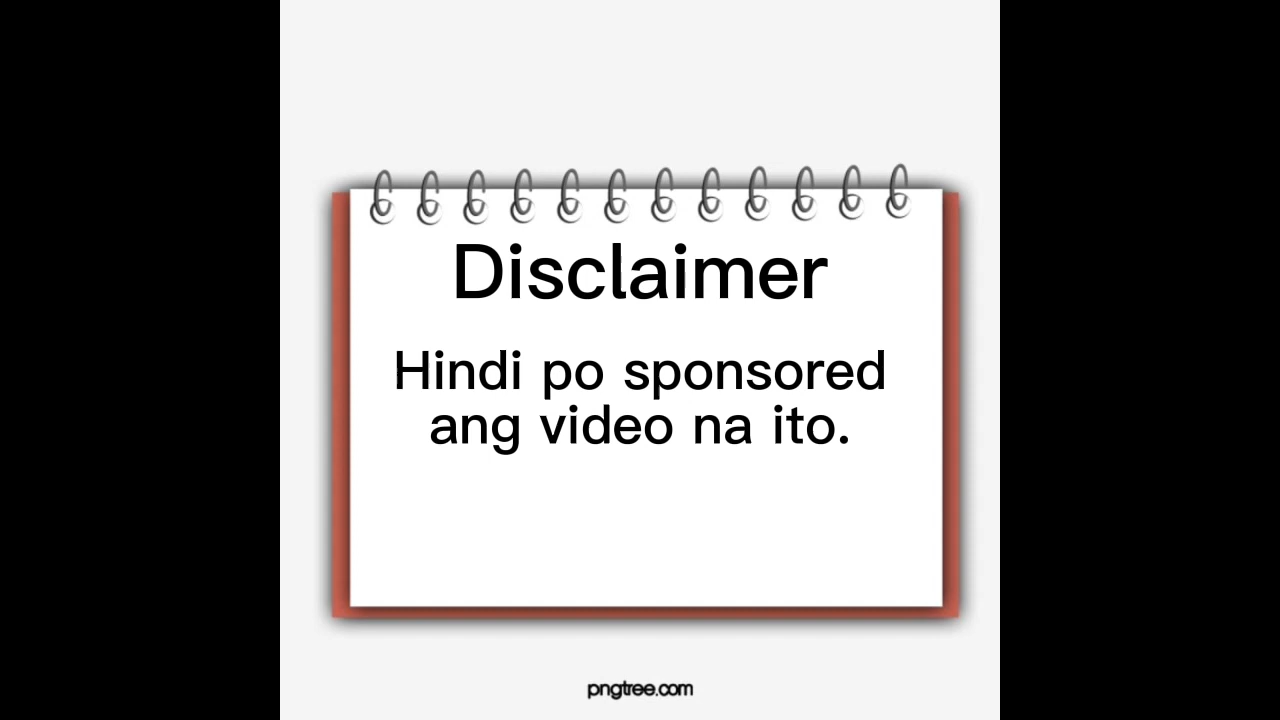 Disclaimer
Hindi po sponsored
ang video na ito.
pngtree.com